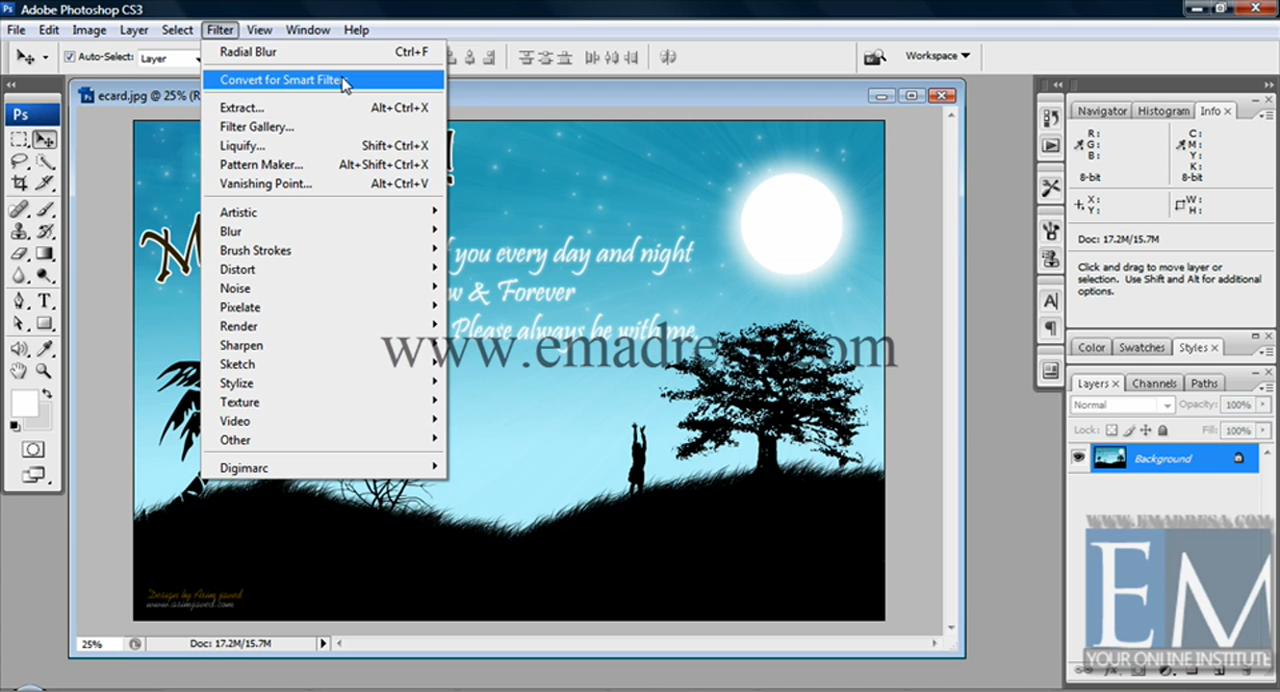 Adobe Photoshop CS3
File Edit Image Layer Select Filter View Window Help
Auto-Select: Layer
Workspace
Radial Blur Ctrl+F
Convert for Smart Filters
Extract... Alt+Ctrl+X
Filter Gallery...
Liquify... Shift+Ctrl+X
Pattern Maker... Alt+Shift+Ctrl+X
Vanishing Point... Alt+Ctrl+V
Artistic
Blur
Brush Strokes
Distort
Noise
Pixelate
Render
Sharpen
Sketch
Stylize
Texture
Video
Other
Digimarc
Ps
ecard.jpg @ 25%
you every day and night
& Forever
Please always be with me
www.emadresa.com
Design by Asim javed
www.asimjaved.com
25% Doc: 17.2M/15.7M
Navigator Histogram Info
R: C:
G: M:
B: Y:
K:
8-bit 8-bit
X: W:
Y: H:
Doc: 17.2M/15.7M
Click and drag to move layer or
selection. Use Shift and Alt for additional
options.
Color Swatches Styles
Layers Channels Paths
Normal Opacity: 100%
Lock: Fill: 100%
Background
WWW.EMADRESA.COM
EM
YOUR ONLINE INSTITUTE